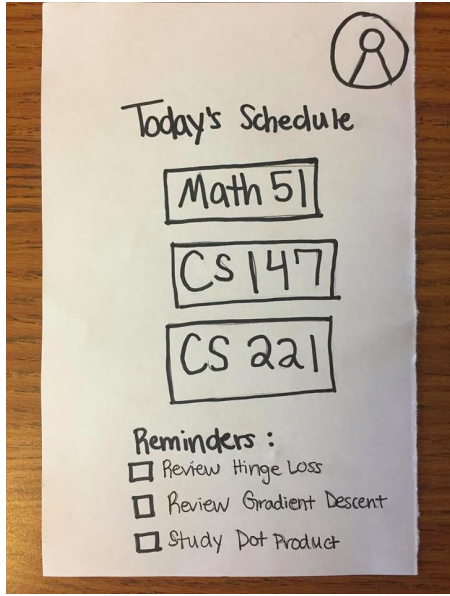 Today's Schedule
Math 51
CS 147
CS 221
Reminders :
Review Hinge Loss
Review Gradient Descent
Study Dot Product